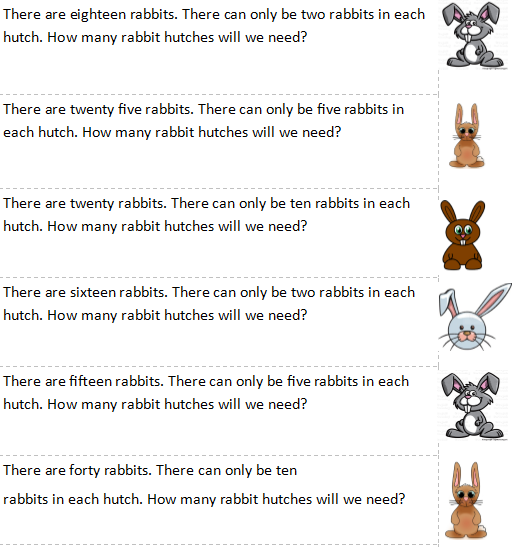 There are eighteen rabbits. There can only be two rabbits in each
hutch. How many rabbit hutches will we need?
There are twenty five rabbits. There can only be five rabbits in
each hutch. How many rabbit hutches will we need?
There are twenty rabbits. There can only be ten rabbits in each
hutch. How many rabbit hutches will we need?
There are sixteen rabbits. There can only be two rabbits in each
hutch. How many rabbit hutches will we need?
There are fifteen rabbits. There can only be five rabbits in each
hutch. How many rabbit hutches will we need?
There are forty rabbits. There can only be ten
rabbits in each hutch. How many rabbit hutches will we need?